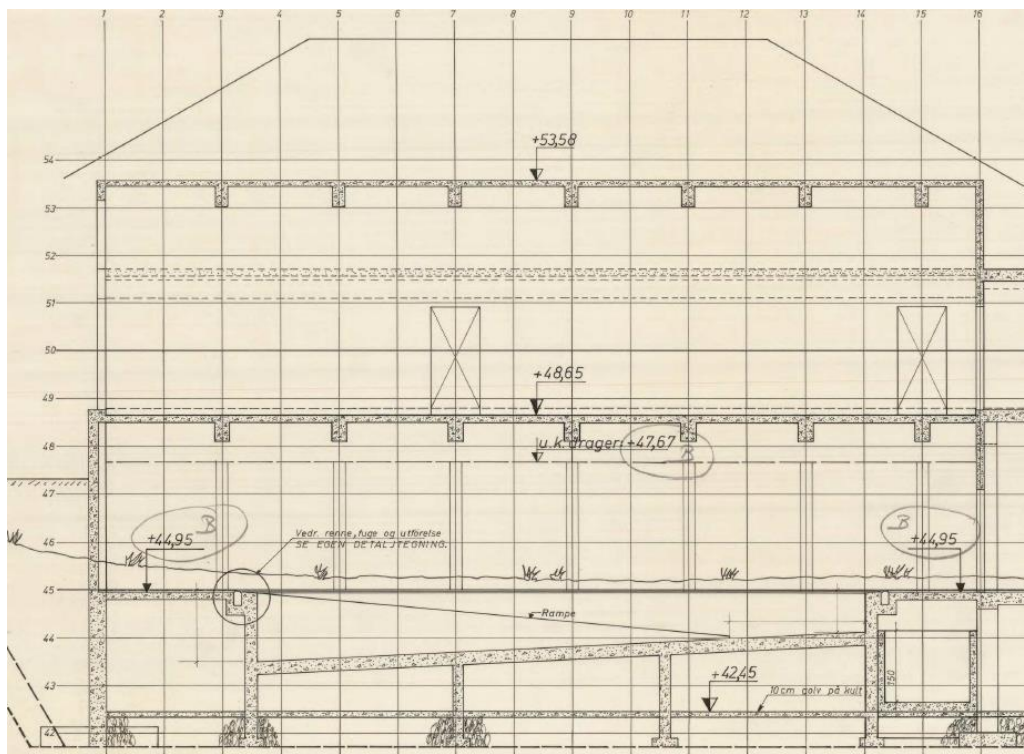 1 2 3 4 5 6 7 8 9 10 11 12 13 14 15 16
54
+53,58
53
52
51
50
+48,65
49
48
u.k. drager: +47,67
B
47
46
B
+44,95
Vedr. renne, fuge og utførelse
SE EGEN DETALJTEGNING.
B
+44,95
45
Rampe
44
43
+42,45
10 cm golv på kult
150
42